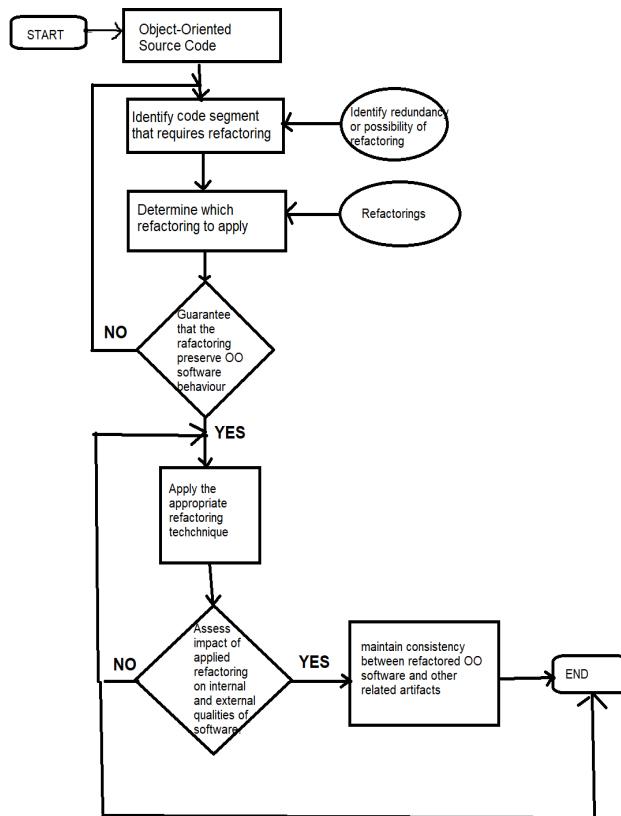 START
Object-Oriented
Source Code
Identify code segment
that requires refactoring
Identify redundancy
or possibility of
refactoring
Determine which
refactoring to apply
Refactorings
Guarantee
that the
rafactoring
preserve OO
software
behaviour
NO
YES
Apply the
appropriate
refactoring
techchnique
Assess
impact of
applied
refactoring
on internal
and external
qualities of
software.
NO
YES
maintain consistency
between refactored OO
software and other
related artifacts
END